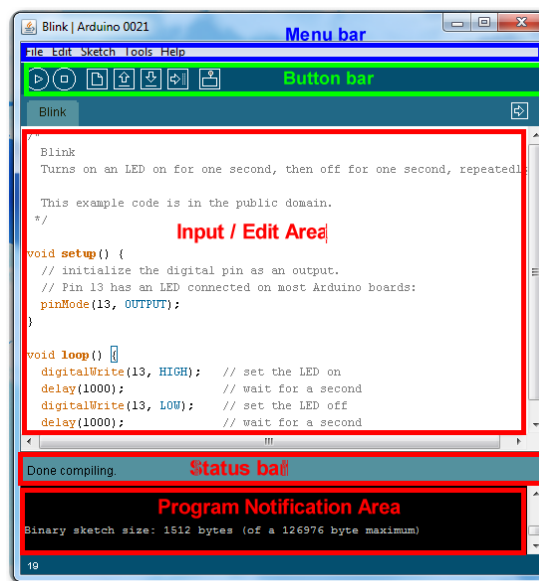 Blink | Arduino 0021
Menu bar
File Edit Sketch Tools Help
Button bar
Blink
/*
Blink
Turns on an LED on for one second, then off for one second, repeatedl
This example code is in the public domain.
*/
Input / Edit Area
void setup() {
// initialize the digital pin as an output.
// Pin 13 has an LED connected on most Arduino boards:
pinMode(13, OUTPUT);
}
void loop() {
digitalWrite(13, HIGH); // set the LED on
delay(1000); // wait for a second
digitalWrite(13, LOW); // set the LED off
delay(1000); // wait for a second
Done compiling.
Status bar
Program Notification Area
Binary sketch size: 1512 bytes (of a 126976 byte maximum)
19